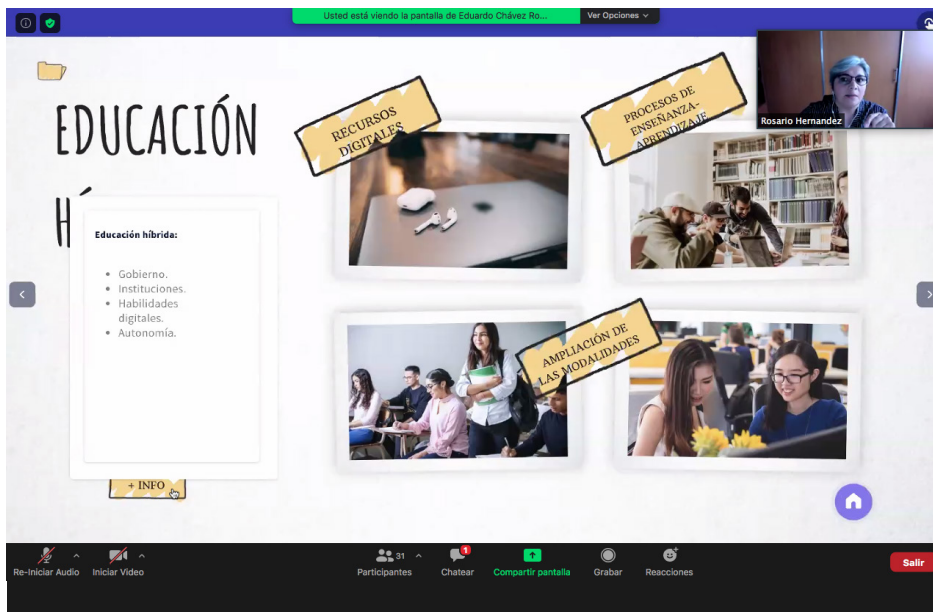 Usted está viendo la pantalla de Eduardo Chávez Ro...
Ver Opciones
EDUCACIÓN
HÍ
Educación híbrida:
• Gobierno.
• Instituciones.
• Habilidades
digitales.
• Autonomía.
+ INFO
RECURSOS
DIGITALES
PROCESOS DE
ENSEÑANZA-
APRENDIZAJE
AMPLIACIÓN DE
LAS MODALIDADES
Rosario Hernandez
Re-Iniciar Audio
Iniciar Video
31
Participantes
1
Chatear
Compartir pantalla
Grabar
Reacciones
Salir